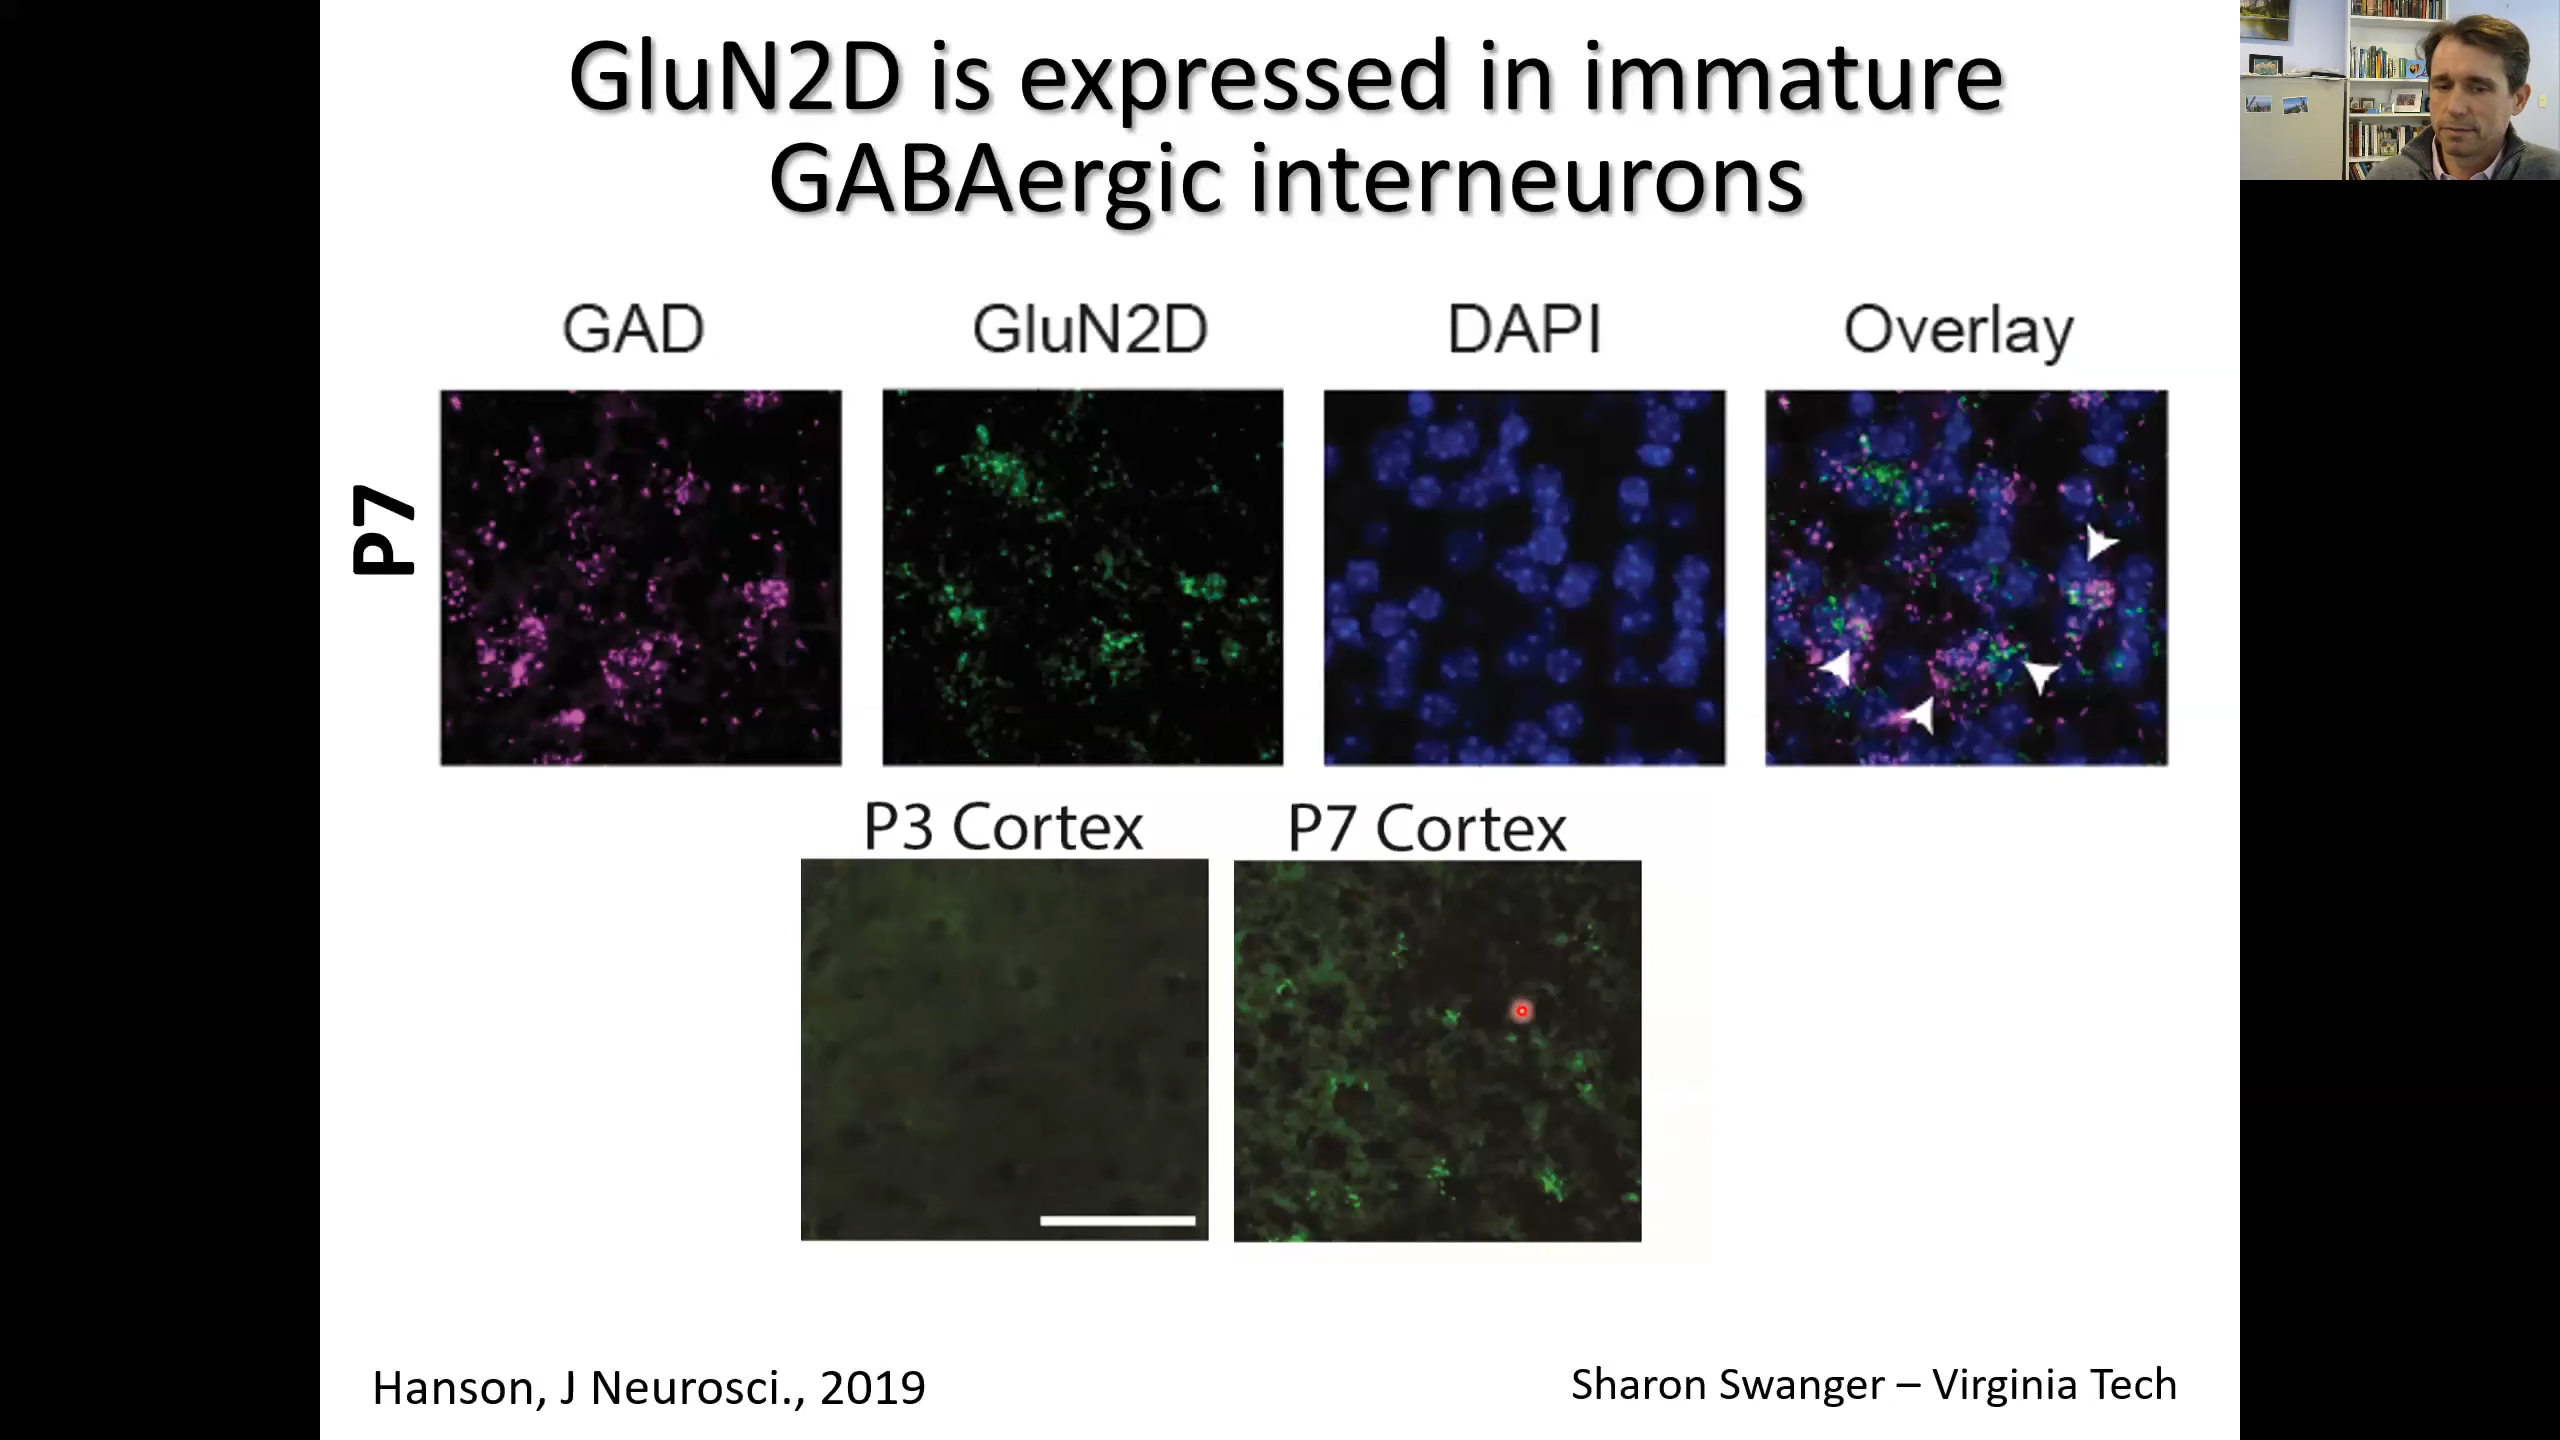 GluN2D is expressed in immature
GABAergic interneurons
GAD
GluN2D
DAPI
Overlay
P7
P3 Cortex
P7 Cortex
Hanson, J Neurosci., 2019
Sharon Swanger – Virginia Tech